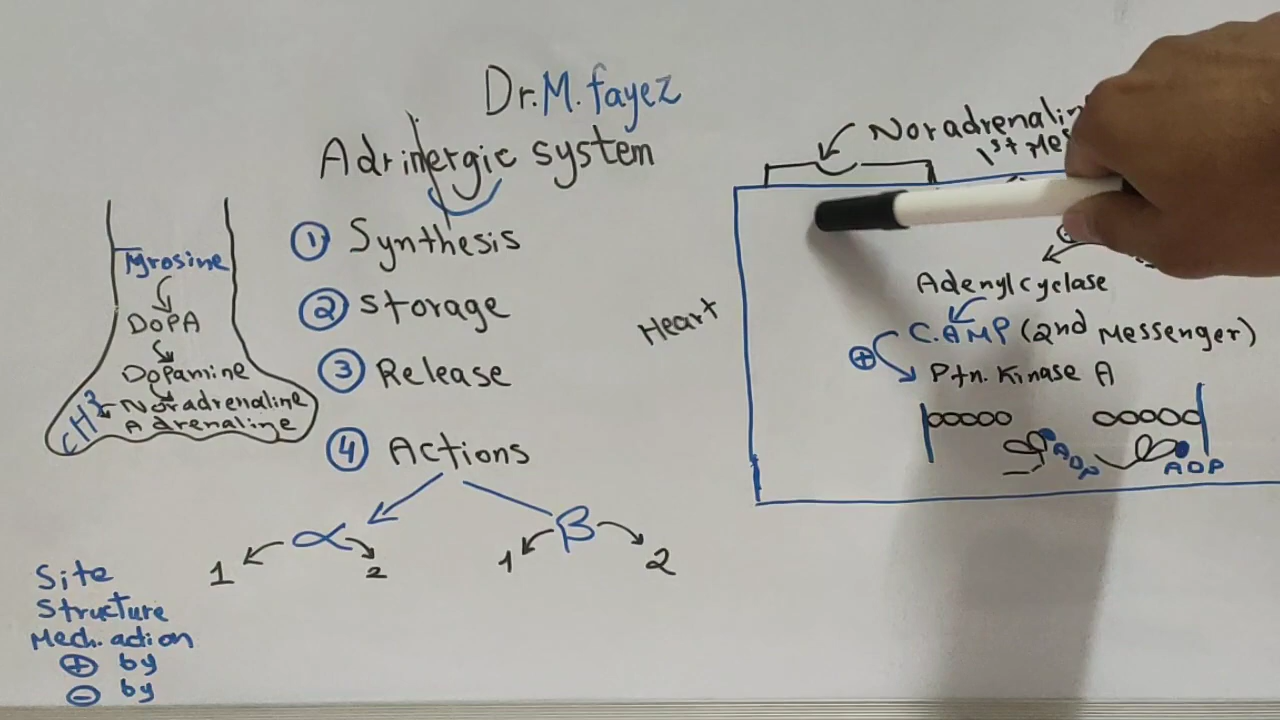 Dr.M.fayez
Adrinergic system
① Synthesis
② Storage
③ Release
④ Actions
α β
1 2 1 2
Tyrosine
DOPA
Dopamine
Noradrenaline
Adrenaline
CH3
Site
Structure
Mech. action
⊕ by
⊖ by
Heart
1st
Adenylcyclase
C.AMP (2nd Messenger)
⊕
Ptn. Kinase A
ADP
ADP